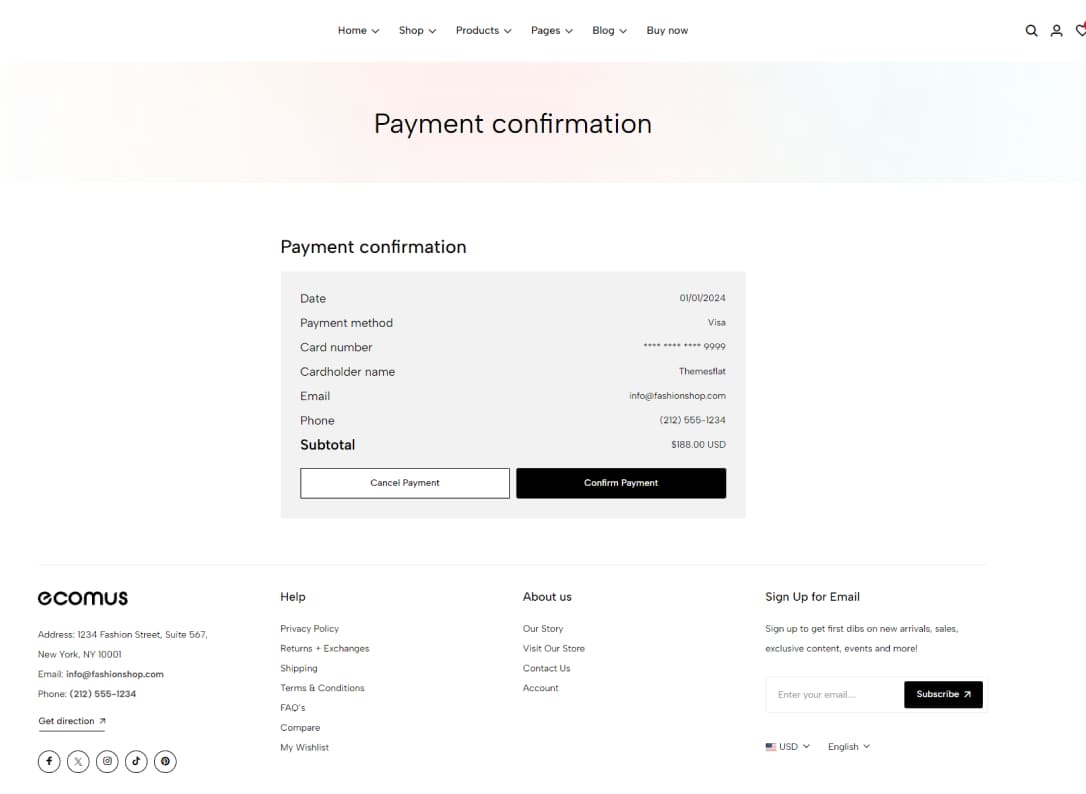 Home Shop Products Pages Blog Buy now
Payment confirmation
Payment confirmation
Date 01/01/2024
Payment method Visa
Card number **** **** **** 9999
Cardholder name Themesflat
Email info@fashionshop.com
Phone (212) 555-1234
Subtotal $188.00 USD
Cancel Payment Confirm Payment
ecomus
Address: 1234 Fashion Street, Suite 567,
New York, NY 10001
Email: info@fashionshop.com
Phone: (212) 555-1234
Get direction
Help
Privacy Policy
Returns + Exchanges
Shipping
Terms & Conditions
FAQ's
Compare
My Wishlist
About us
Our Story
Visit Our Store
Contact Us
Account
Sign Up for Email
Sign up to get first dibs on new arrivals, sales,
exclusive content, events and more!
Enter your email.... Subscribe
USD English